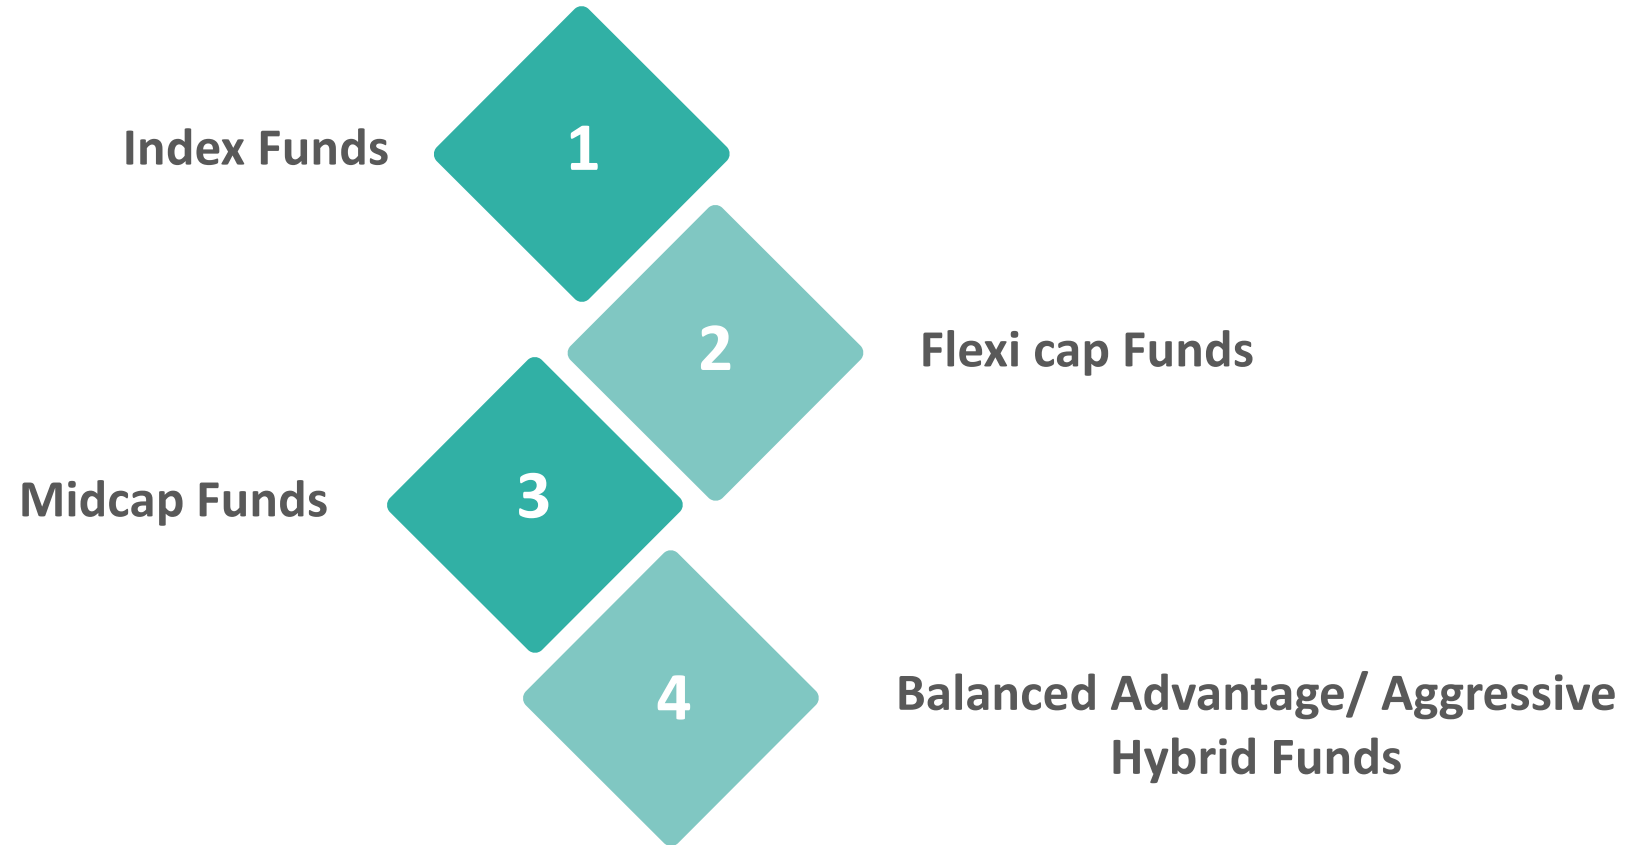 Index Funds
1
2
Flexi cap Funds
Midcap Funds
3
4
Balanced Advantage/ Aggressive
Hybrid Funds